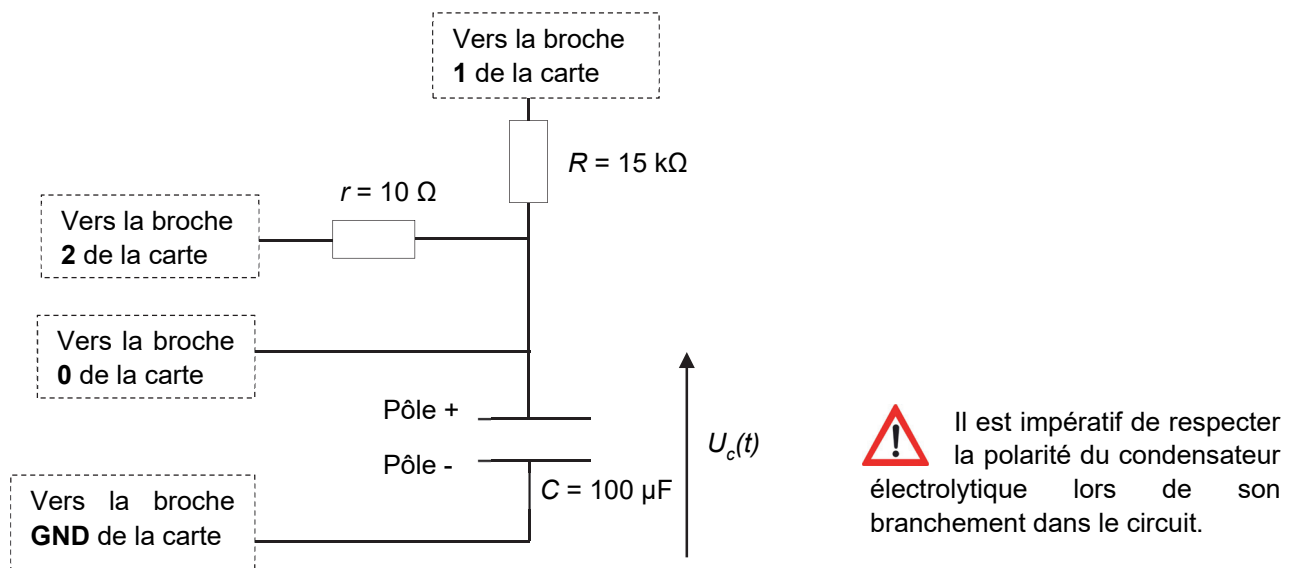 Vers la broche
1 de la carte
R = 15 kΩ
r = 10 Ω
Vers la broche
2 de la carte
Vers la broche
0 de la carte
Pôle +
Pôle -
U_c(t)
C = 100 µF
Vers la broche
GND de la carte
! Il est impératif de respecter
la polarité du condensateur
électrolytique lors de son
branchement dans le circuit.